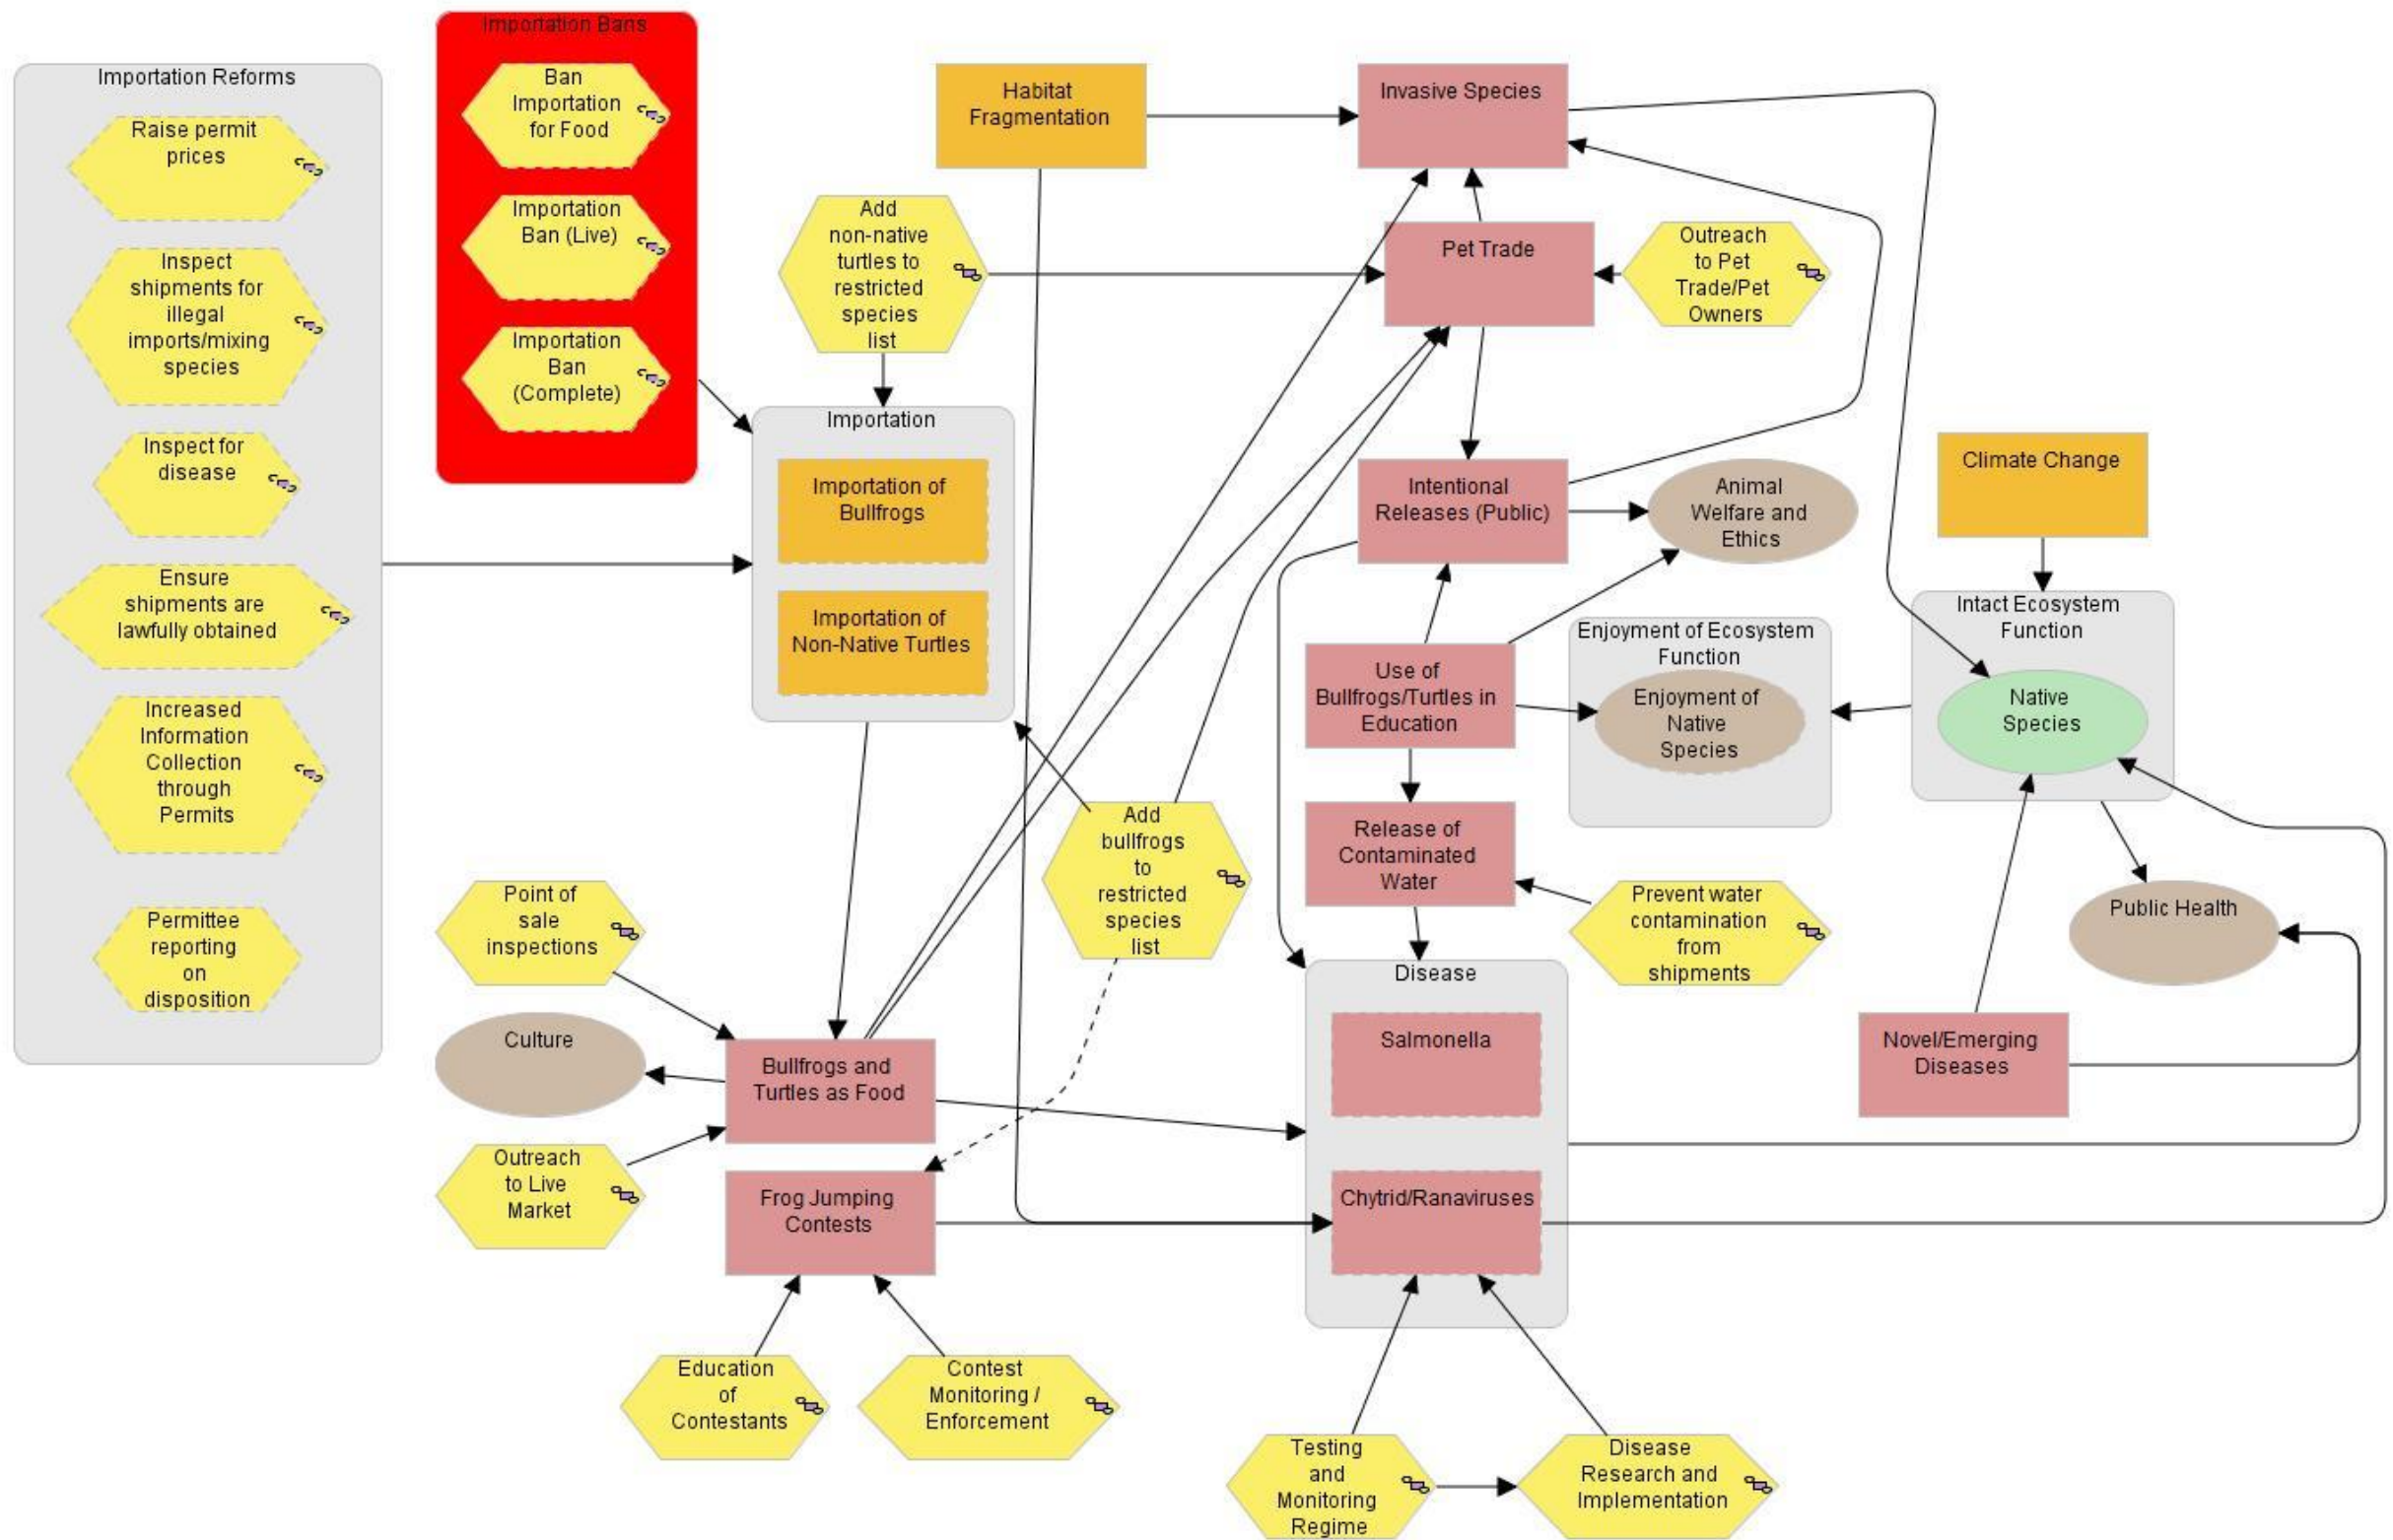 Importation Reforms
Raise permit
prices
Inspect
shipments for
illegal
imports/mixing
species
Inspect for
disease
Ensure
shipments are
lawfully obtained
Increased
Information
Collection
through
Permits
Permittee
reporting
on
disposition
Importation Bans
Ban
Importation
for Food
Importation
Ban (Live)
Importation
Ban
(Complete)
Add
non-native
turtles to
restricted
species
list
Habitat
Fragmentation
Invasive Species
Pet Trade
Outreach
to Pet
Trade/Pet
Owners
Importation
Importation of
Bullfrogs
Importation of
Non-Native Turtles
Intentional
Releases (Public)
Animal
Welfare and
Ethics
Climate Change
Use of
Bullfrogs/Turtles in
Education
Enjoyment of Ecosystem
Function
Enjoyment of
Native
Species
Intact Ecosystem
Function
Native
Species
Add
bullfrogs
to
restricted
species
list
Release of
Contaminated
Water
Prevent water
contamination
from
shipments
Public Health
Point of
sale
inspections
Culture
Outreach
to Live
Market
Bullfrogs and
Turtles as Food
Frog Jumping
Contests
Disease
Salmonella
Chytrid/Ranaviruses
Novel/Emerging
Diseases
Education
of
Contestants
Contest
Monitoring /
Enforcement
Testing
and
Monitoring
Regime
Disease
Research and
Implementation